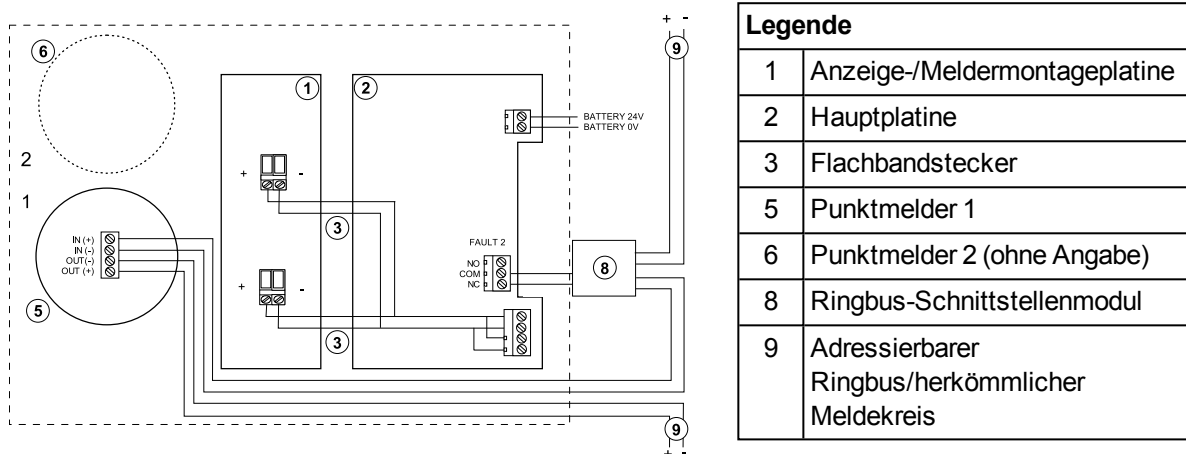 + -
9
6
1
2
BATTERY 24V
BATTERY 0V
2
+ -
1
3
IN (+)
IN (-)
OUT(-)
OUT (+)
FAULT 2
NO
COM
NC
8
+ -
5
3
9
+ -
Legende
1 Anzeige-/Meldermontageplatine
2 Hauptplatine
3 Flachbandstecker
5 Punktmelder 1
6 Punktmelder 2 (ohne Angabe)
8 Ringbus-Schnittstellenmodul
9 Adressierbarer
Ringbus/herkömmlicher
Meldekreis